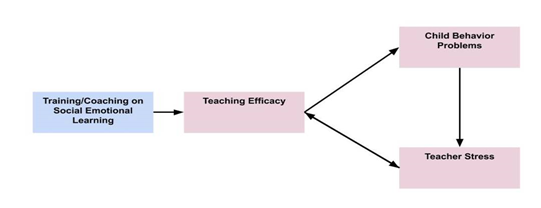 Child Behavior
Problems
Training/Coaching on
Social Emotional
Learning
Teaching Efficacy
Teacher Stress